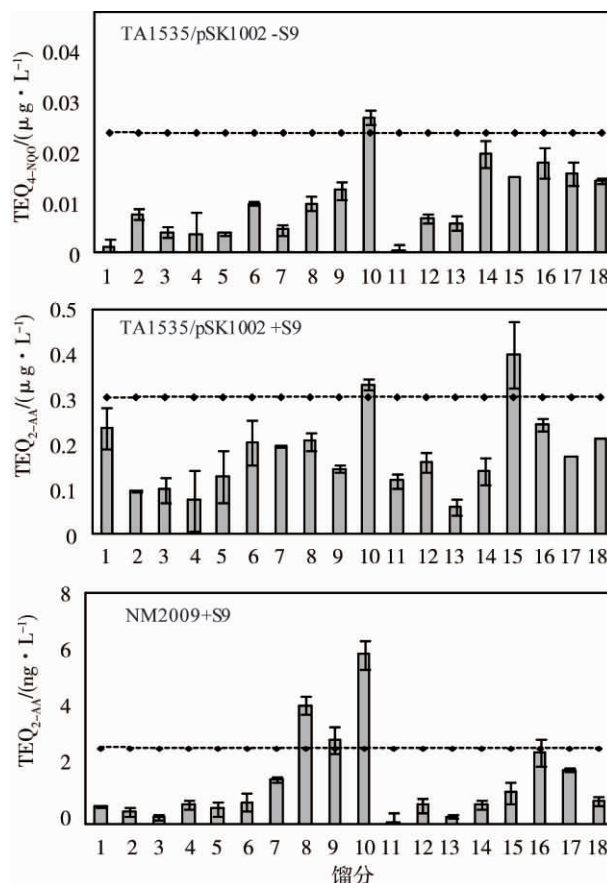 TA1535/pSK1002 -S9
TEQ4-NQO/(μg·L⁻¹)
0.04
0.03
0.02
0.01
0
1 2 3 4 5 6 7 8 9 10 11 12 13 14 15 16 17 18
TA1535/pSK1002 +S9
TEQ2-AA/(μg·L⁻¹)
0.5
0.4
0.3
0.2
0.1
0
1 2 3 4 5 6 7 8 9 10 11 12 13 14 15 16 17 18
NM2009+S9
TEQ2-AA/(ng·L⁻¹)
8
6
4
2
0
1 2 3 4 5 6 7 8 9 10 11 12 13 14 15 16 17 18
馏分